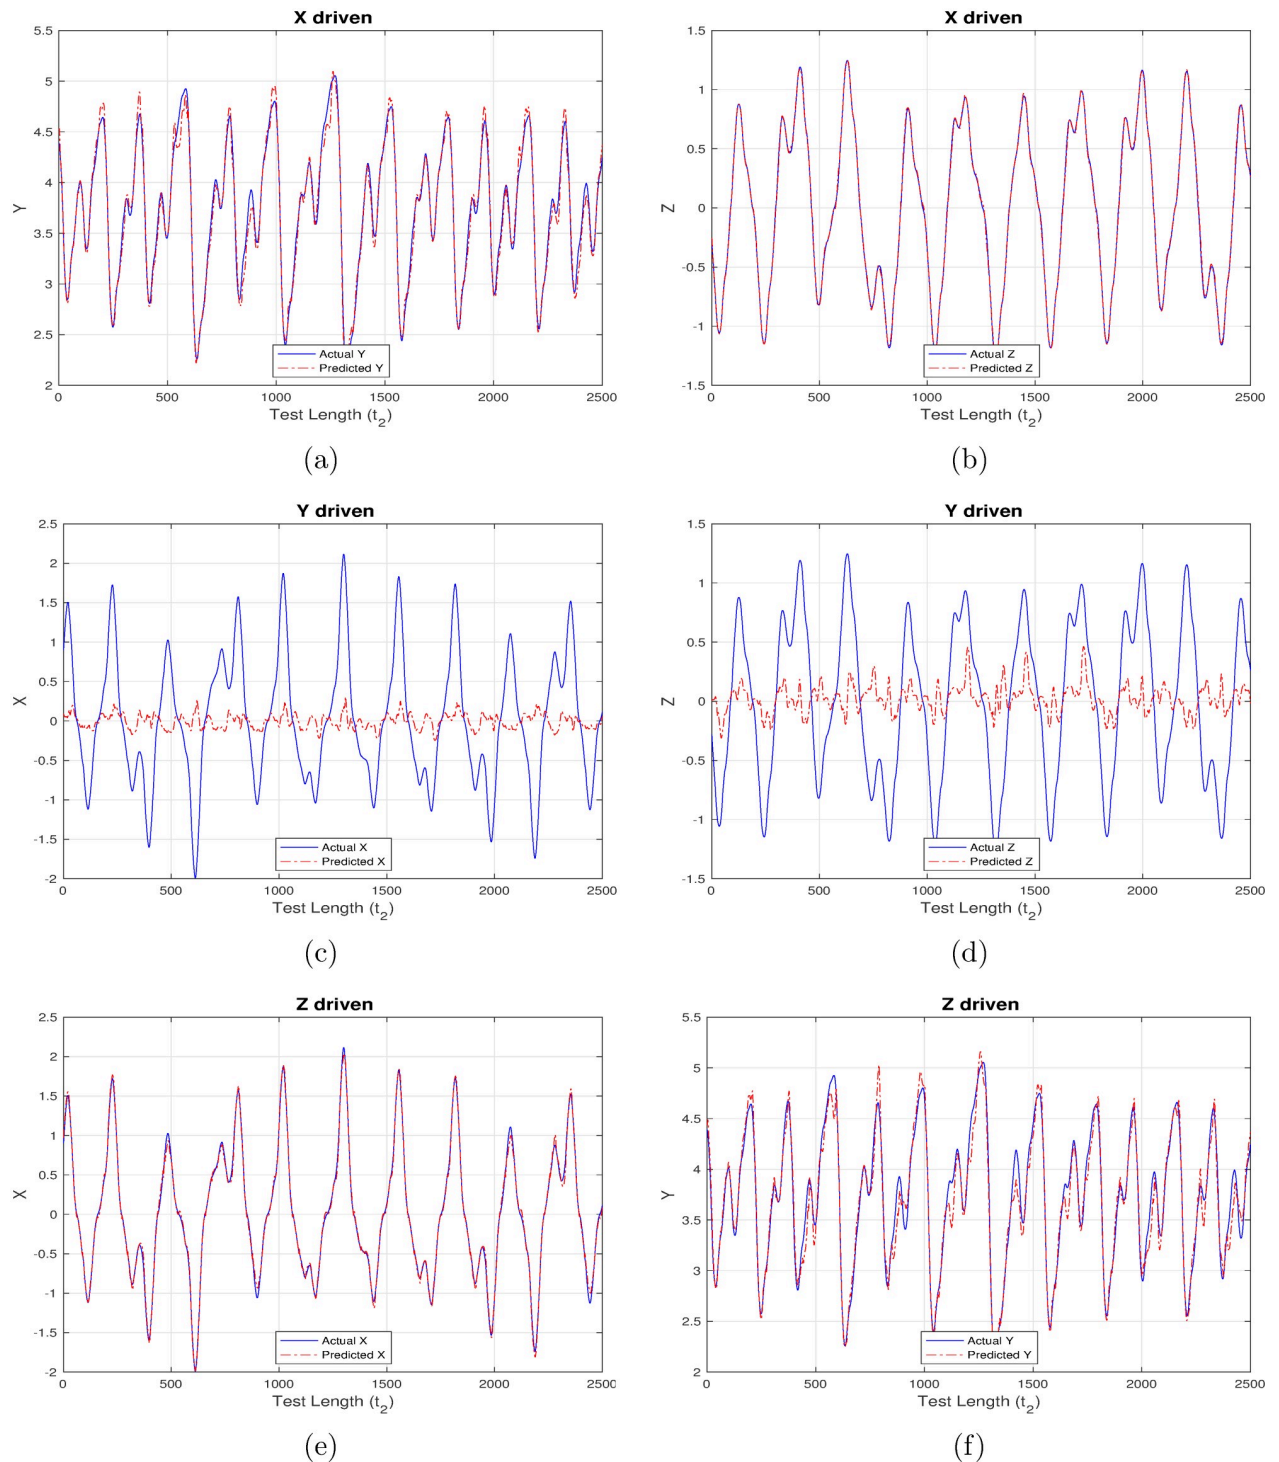 X driven
5.5
5
4.5
4
3.5
3
2.5
2
Y
Actual Y
Predicted Y
0 500 1000 1500 2000 2500
Test Length (t2)
(a)
X driven
1.5
1
0.5
0
-0.5
-1
-1.5
Z
Actual Z
Predicted Z
0 500 1000 1500 2000 2500
Test Length (t2)
(b)
Y driven
2.5
2
1.5
1
0.5
0
-0.5
-1
-1.5
-2
X
Actual X
Predicted X
0 500 1000 1500 2000 2500
Test Length (t2)
(c)
Y driven
1.5
1
0.5
0
-0.5
-1
-1.5
Z
Actual Z
Predicted Z
0 500 1000 1500 2000 2500
Test Length (t2)
(d)
Z driven
2.5
2
1.5
1
0.5
0
-0.5
-1
-1.5
-2
X
Actual X
Predicted X
0 500 1000 1500 2000 2500
Test Length (t2)
(e)
Z driven
5.5
5
4.5
4
3.5
3
2.5
2
Y
Actual Y
Predicted Y
0 500 1000 1500 2000 2500
Test Length (t2)
(f)